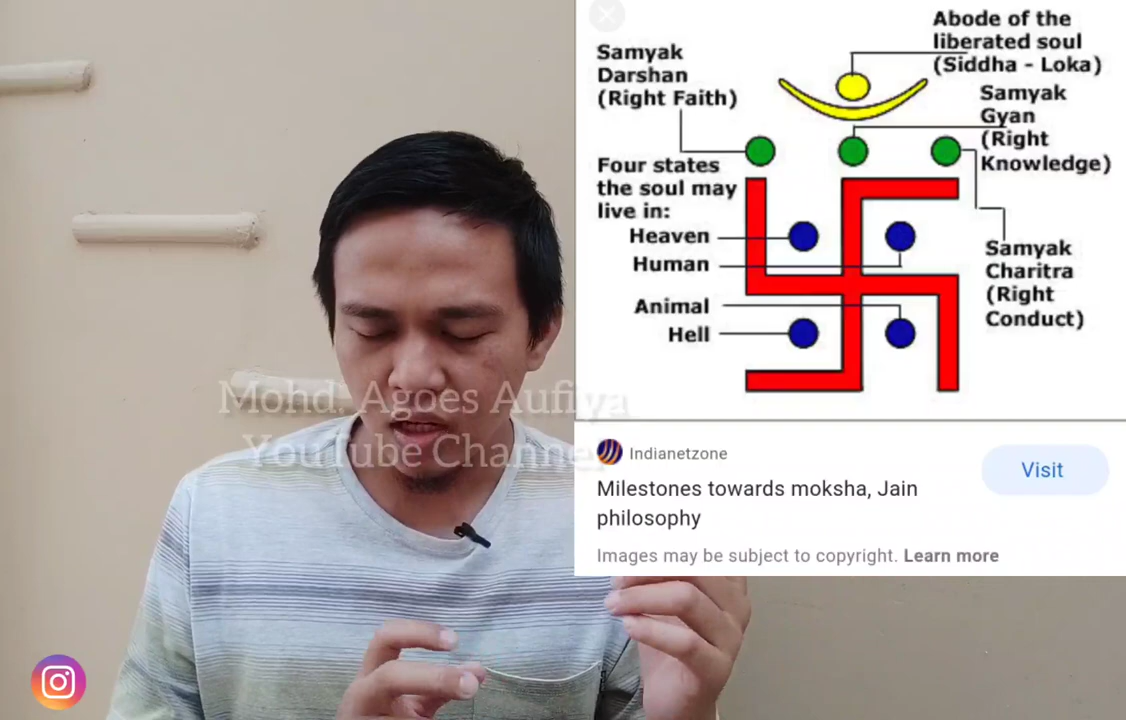 Samyak
Darshan
(Right Faith)
Abode of the
liberated soul
(Siddha - Loka)
Samyak
Gyan
(Right
Knowledge)
Four states
the soul may
live in:
Heaven
Human
Animal
Hell
Samyak
Charitra
(Right
Conduct)
Mohd. Agoes Aufiya
YouTube Channel
Indianetzone
Visit
Milestones towards moksha, Jain
philosophy
Images may be subject to copyright. Learn more